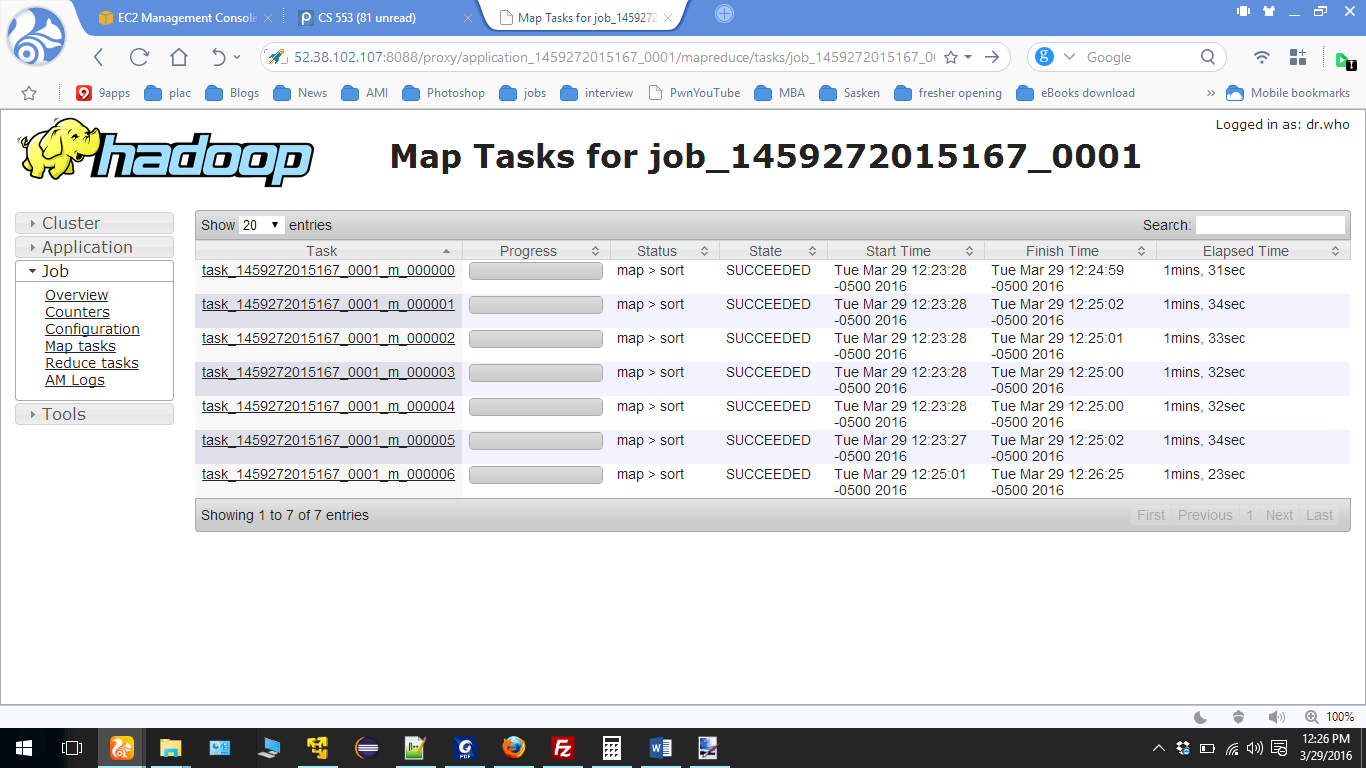 EC2 Management Console
CS 553 (81 unread)
Map Tasks for job_145927
52.38.102.107:8088/proxy/application_1459272015167_0001/mapreduce/tasks/job_1459272015167_00
Google
9apps
plac
Blogs
News
AMI
Photoshop
jobs
interview
PwnYouTube
MBA
Sasken
fresher opening
eBooks download
»
Mobile bookmarks
Logged in as: dr.who
hadoop
Map Tasks for job_1459272015167_0001
Cluster
Application
Job
Overview
Counters
Configuration
Map tasks
Reduce tasks
AM Logs
Tools
Show 20 entries
Search:
Task Progress Status State Start Time Finish Time Elapsed Time
task_1459272015167_0001_m_000000 map > sort SUCCEEDED Tue Mar 29 12:23:28 Tue Mar 29 12:24:59 1mins, 31sec
-0500 2016 -0500 2016
task_1459272015167_0001_m_000001 map > sort SUCCEEDED Tue Mar 29 12:23:28 Tue Mar 29 12:25:02 1mins, 34sec
-0500 2016 -0500 2016
task_1459272015167_0001_m_000002 map > sort SUCCEEDED Tue Mar 29 12:23:28 Tue Mar 29 12:25:01 1mins, 33sec
-0500 2016 -0500 2016
task_1459272015167_0001_m_000003 map > sort SUCCEEDED Tue Mar 29 12:23:28 Tue Mar 29 12:25:00 1mins, 32sec
-0500 2016 -0500 2016
task_1459272015167_0001_m_000004 map > sort SUCCEEDED Tue Mar 29 12:23:28 Tue Mar 29 12:25:00 1mins, 32sec
-0500 2016 -0500 2016
task_1459272015167_0001_m_000005 map > sort SUCCEEDED Tue Mar 29 12:23:27 Tue Mar 29 12:25:02 1mins, 34sec
-0500 2016 -0500 2016
task_1459272015167_0001_m_000006 map > sort SUCCEEDED Tue Mar 29 12:25:01 Tue Mar 29 12:26:25 1mins, 23sec
-0500 2016 -0500 2016
Showing 1 to 7 of 7 entries
First Previous 1 Next Last
100%
12:26 PM
3/29/2016